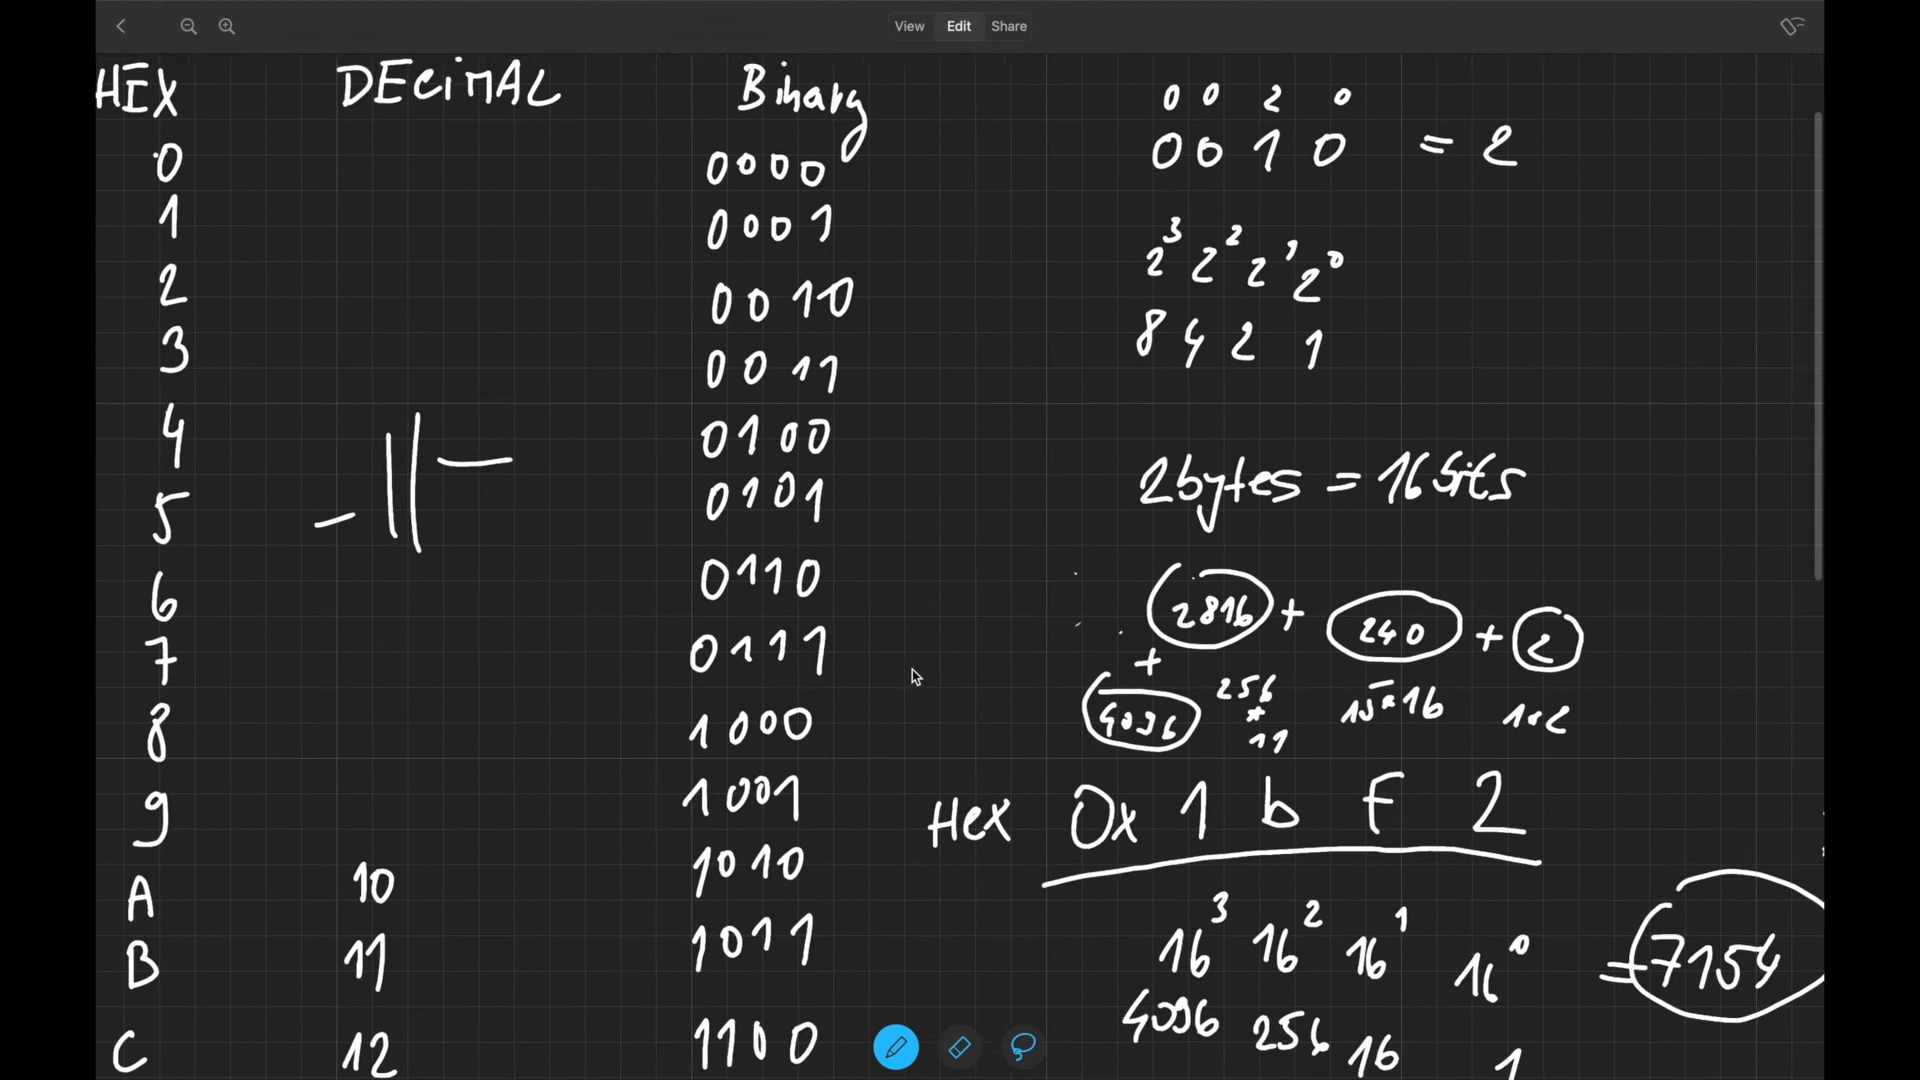 View Edit Share
HEX DECiMAL Binary
0 0000
1 0001
2 0010
3 0011
4 0100
5 0101
6 0110
7 0111
8 1000
9 1001
A 10 1010
B 11 1011
C 12 1100
0 0 2 0
0 0 1 0 = 2
2³ 2² 2¹ 2⁰
8 4 2 1
2bytes = 16 bits
2816 + 240 + 2
+
4096 256 15*16 1*2
*
11
Hex 0x 1 b F 2
16³ 16² 16¹ 16⁰ = 7154
4096 256 16 1